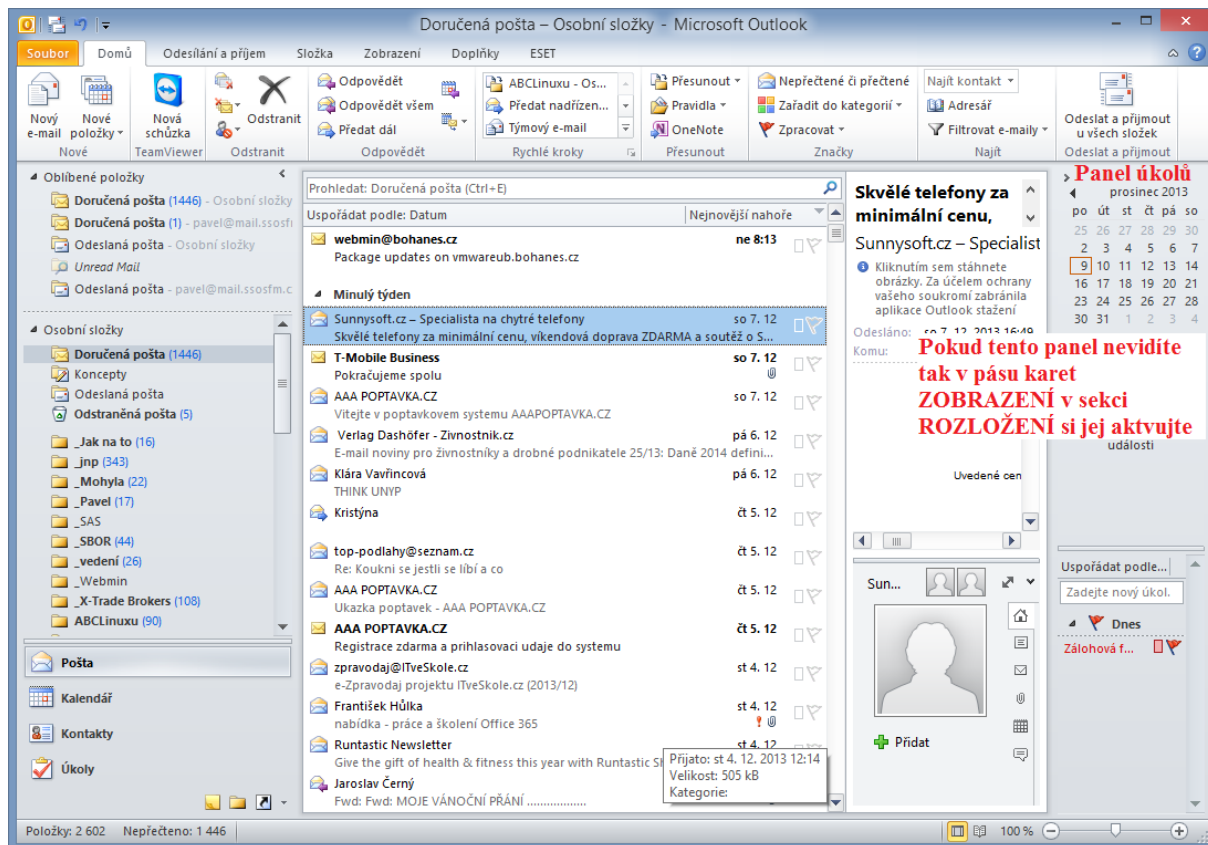 Doručená pošta – Osobní složky - Microsoft Outlook
Soubor Domů Odesílání a příjem Složka Zobrazení Doplňky ESET
Nový e-mail
Nové položky
Nové
Nová schůzka
TeamViewer
Odstranit
Odstranit
Odpovědět
Odpovědět všem
Předat dál
Odpovědět
ABCLinuxu - Os...
Předat nadřízen...
Týmový e-mail
Rychlé kroky
Přesunout
Pravidla
OneNote
Přesunout
Nepřečtené či přečtené
Zařadit do kategorií
Zpracovat
Značky
Najít kontakt
Adresář
Filtrovat e-maily
Najít
Odeslat a přijmout
u všech složek
Odeslat a přijmout
Oblíbené položky
Doručená pošta (1446) - Osobní složky
Doručená pošta (1) - pavel@mail.ssosfi
Odeslaná pošta - Osobní složky
Unread Mail
Odeslaná pošta - pavel@mail.ssosfm.c
Osobní složky
Doručená pošta (1446)
Koncepty
Odeslaná pošta
Odstraněná pošta (5)
_Jak na to (16)
_jnp (343)
_Mohyla (22)
_Pavel (17)
_SAS
_SBOR (44)
_vedení (26)
_Webmin
_X-Trade Brokers (108)
ABCLinuxu (90)
Pošta
Kalendář
Kontakty
Úkoly
Prohledat: Doručená pošta (Ctrl+E)
Uspořádat podle: Datum Nejnovější nahoře
webmin@bohanes.cz ne 8:13
Package updates on vmwareub.bohanes.cz
Minulý týden
Sunnysoft.cz – Specialista na chytré telefony so 7. 12
Skvělé telefony za minimální cenu, víkendová doprava ZDARMA a soutěž o S...
T-Mobile Business so 7. 12
Pokračujeme spolu
AAA POPTAVKA.CZ so 7. 12
Vitejte v poptavkovem systemu AAAPOPTAVKA.CZ
Verlag Dashöfer - Zivnostnik.cz pá 6. 12
E-mail noviny pro živnostníky a drobné podnikatele 25/13: Daně 2014 defini...
Klára Vavřincová pá 6. 12
THINK UNYP
Kristýna čt 5. 12
top-podlahy@seznam.cz čt 5. 12
Re: Koukni se jestli se líbí a co
AAA POPTAVKA.CZ čt 5. 12
Ukazka poptavek - AAA POPTAVKA.CZ
AAA POPTAVKA.CZ čt 5. 12
Registrace zdarma a prihlasovaci udaje do systemu
zpravodaj@ITveSkole.cz st 4. 12
e-Zpravodaj projektu ITveSkole.cz (2013/12)
František Hůlka st 4. 12
nabídka - práce a školení Office 365
Runtastic Newsletter st 4. 12
Give the gift of health & fitness this year with Runtastic
Jaroslav Černý
Fwd: Fwd: MOJE VÁNOČNÍ PŘÁNÍ ..................
Přijato: st 4. 12. 2013 12:14
Velikost: 505 kB
Kategorie:
Skvělé telefony za
minimální cenu,
Sunnysoft.cz – Specialist
Kliknutím sem stáhnete
obrázky. Za účelem ochrany
vašeho soukromí zabránila
aplikace Outlook stažení
Odesláno: so 7. 12. 2013 16:49
Komu:
Uvedené cen
Sun...
Přidat
Panel úkolů
prosinec 2013
po út st čt pá so
25 26 27 28 29 30
2 3 4 5 6 7
9 10 11 12 13 14
16 17 18 19 20 21
23 24 25 26 27 28
30 31 1 2 3 4
Pokud tento panel nevidíte
tak v pásu karet
ZOBRAZENÍ v sekci
ROZLOŽENÍ si jej aktvujte
události
Uspořádat podle...
Zadejte nový úkol.
Dnes
Zálohová f...
Položky: 2 602 Nepřečteno: 1 446 100 %